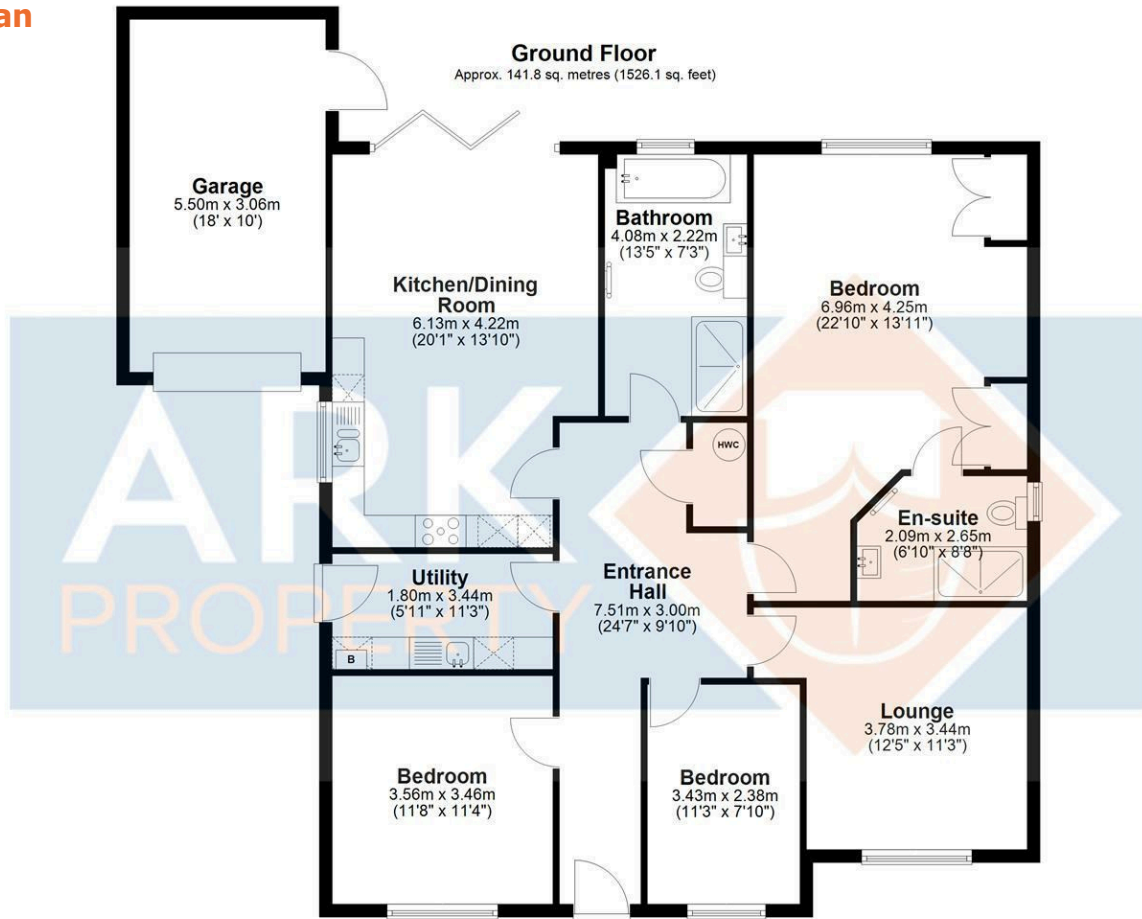 an
Ground Floor
Approx. 141.8 sq. metres (1526.1 sq. feet)
Garage
5.50m x 3.06m
(18' x 10')
Kitchen/Dining
Room
6.13m x 4.22m
(20'1" x 13'10")
Bathroom
4.08m x 2.22m
(13'5" x 7'3")
Bedroom
6.96m x 4.25m
(22'10" x 13'11")
HWC
En-suite
2.09m x 2.65m
(6'10" x 8'8")
Utility
1.80m x 3.44m
(5'11" x 11'3")
B
Entrance
Hall
7.51m x 3.00m
(24'7" x 9'10")
Lounge
3.78m x 3.44m
(12'5" x 11'3")
Bedroom
3.56m x 3.46m
(11'8" x 11'4")
Bedroom
3.43m x 2.38m
(11'3" x 7'10")
ARK
PROPERTY